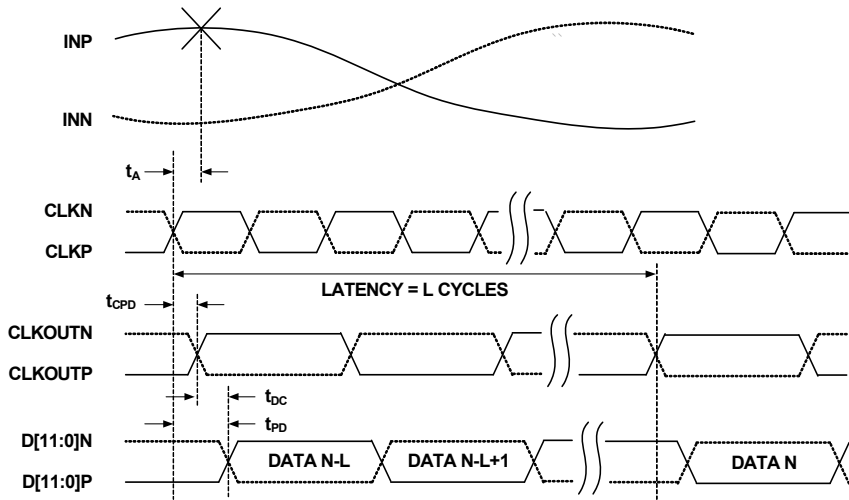 INP
INN
tA
CLKN
CLKP
LATENCY = L CYCLES
tCPD
CLKOUTN
CLKOUTP
tDC
tPD
D[11:0]N
DATA N-L
DATA N-L+1
DATA N
D[11:0]P